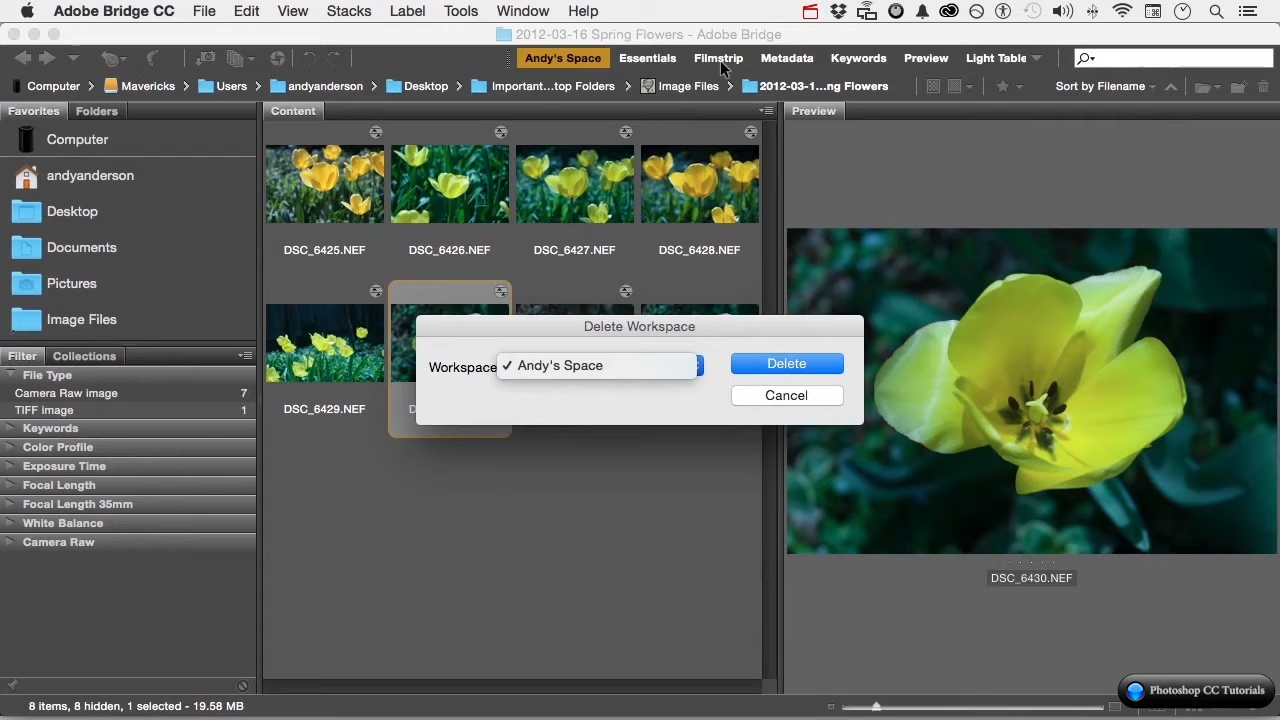 Adobe Bridge CC File Edit View Stacks Label Tools Window Help
2012-03-16 Spring Flowers - Adobe Bridge
Andy's Space Essentials Filmstrip Metadata Keywords Preview Light Table
Computer Mavericks Users andyanderson Desktop Important...top Folders Image Files 2012-03-1...ng Flowers Sort by Filename
Favorites Folders
Computer
andyanderson
Desktop
Documents
Pictures
Image Files
Filter Collections
File Type
Camera Raw image 7
TIFF image 1
Keywords
Color Profile
Exposure Time
Focal Length
Focal Length 35mm
White Balance
Camera Raw
Content
DSC_6425.NEF DSC_6426.NEF DSC_6427.NEF DSC_6428.NEF
DSC_6429.NEF D
Delete Workspace
Workspace ✓ Andy's Space Delete
Cancel
Preview
DSC_6430.NEF
8 items, 8 hidden, 1 selected - 19.58 MB
Photoshop CC Tutorials